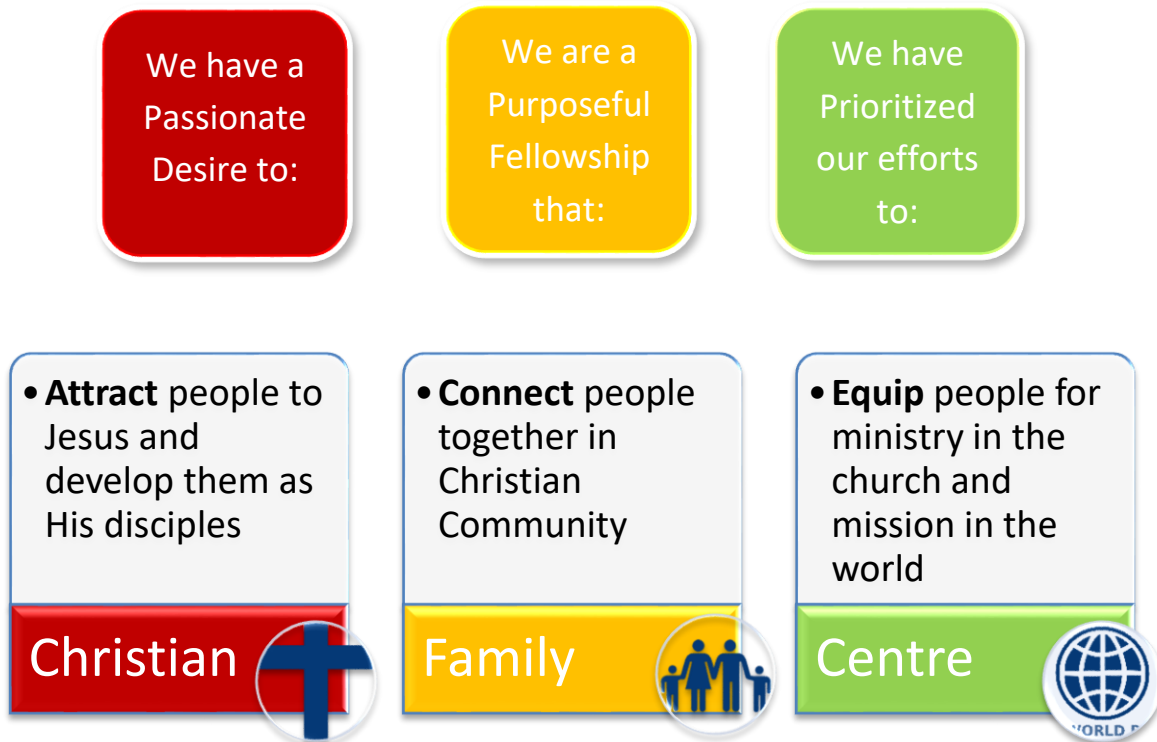 We have a
Passionate
Desire to:
We are a
Purposeful
Fellowship
that:
We have
Prioritized
our efforts
to:
• Attract people to
Jesus and
develop them as
His disciples
Christian
• Connect people
together in
Christian
Community
Family
• Equip people for
ministry in the
church and
mission in the
world
Centre
WORLD